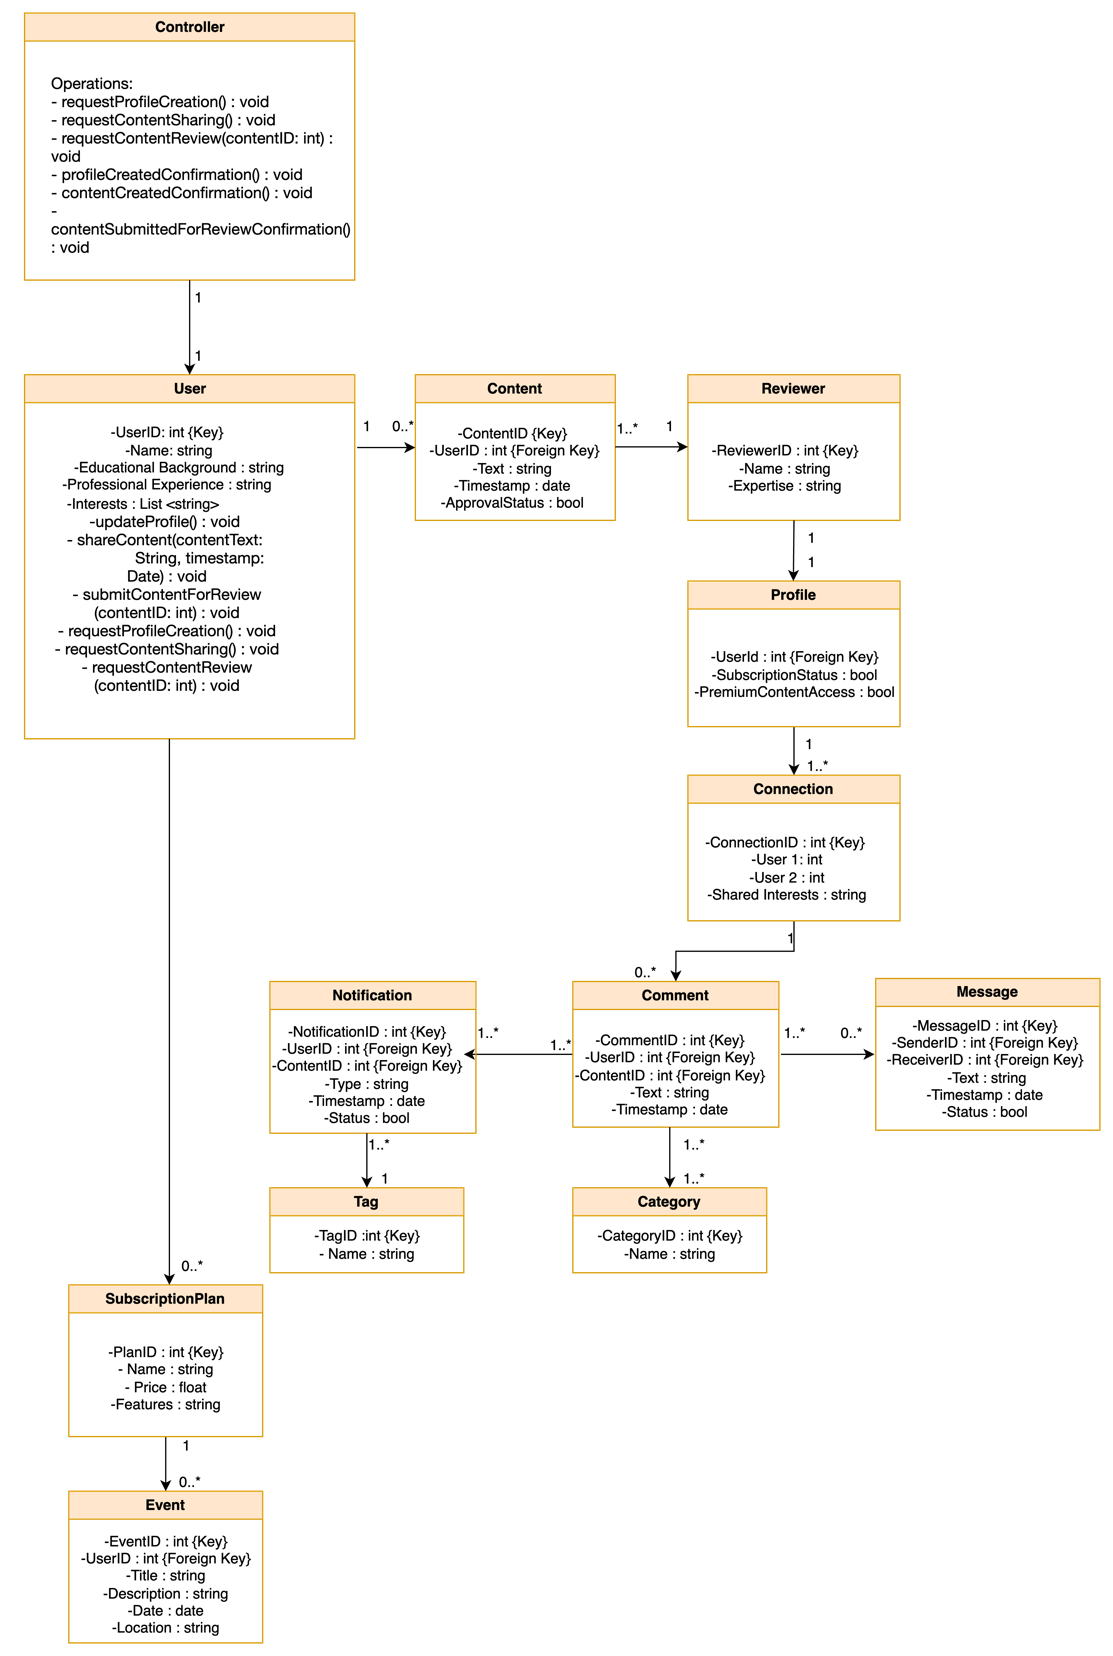 Controller
Operations:
- requestProfileCreation() : void
- requestContentSharing() : void
- requestContentReview(contentID: int) :
void
- profileCreatedConfirmation() : void
- contentCreatedConfirmation() : void
-
contentSubmittedForReviewConfirmation()
: void
1
1
User
-UserID: int {Key}
-Name: string
-Educational Background : string
-Professional Experience : string
-Interests : List <string>
-updateProfile() : void
- shareContent(contentText:
String, timestamp:
Date) : void
- submitContentForReview
(contentID: int) : void
- requestProfileCreation() : void
- requestContentSharing() : void
- requestContentReview
(contentID: int) : void
1
0..*
Content
-ContentID {Key}
-UserID : int {Foreign Key}
-Text : string
-Timestamp : date
-ApprovalStatus : bool
1..*
1
Reviewer
-ReviewerID : int {Key}
-Name : string
-Expertise : string
1
1
Profile
-UserId : int {Foreign Key}
-SubscriptionStatus : bool
-PremiumContentAccess : bool
1
1..*
Connection
-ConnectionID : int {Key}
-User 1: int
-User 2 : int
-Shared Interests : string
1
0..*
Notification
-NotificationID : int {Key}
-UserID : int {Foreign Key}
-ContentID : int {Foreign Key}
-Type : string
-Timestamp : date
-Status : bool
1..*
1..*
Comment
-CommentID : int {Key}
-UserID : int {Foreign Key}
-ContentID : int {Foreign Key}
-Text : string
-Timestamp : date
1..*
0..*
Message
-MessageID : int {Key}
-SenderID : int {Foreign Key}
-ReceiverID : int {Foreign Key}
-Text : string
-Timestamp : date
-Status : bool
1..*
1
Tag
-TagID :int {Key}
- Name : string
1..*
1..*
Category
-CategoryID : int {Key}
-Name : string
0..*
SubscriptionPlan
-PlanID : int {Key}
- Name : string
- Price : float
-Features : string
1
0..*
Event
-EventID : int {Key}
-UserID : int {Foreign Key}
-Title : string
-Description : string
-Date : date
-Location : string